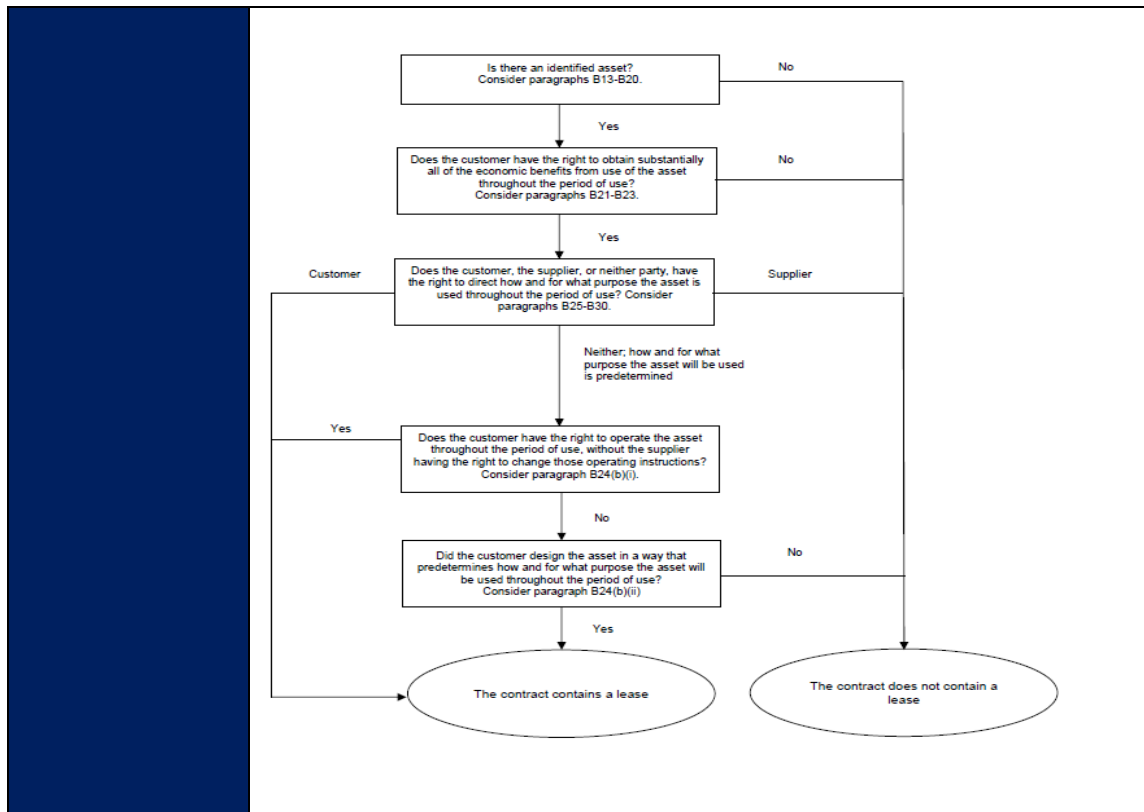 Is there an identified asset?
Consider paragraphs B13-B20.
No
Yes
Does the customer have the right to obtain substantially
all of the economic benefits from use of the asset
throughout the period of use?
Consider paragraphs B21-B23.
No
Yes
Customer
Does the customer, the supplier, or neither party, have
the right to direct how and for what purpose the asset is
used throughout the period of use? Consider
paragraphs B25-B30.
Supplier
Neither; how and for what
purpose the asset will be used
is predetermined
Yes
Does the customer have the right to operate the asset
throughout the period of use, without the supplier
having the right to change those operating instructions?
Consider paragraph B24(b)(i).
No
Did the customer design the asset in a way that
predetermines how and for what purpose the asset will
be used throughout the period of use?
Consider paragraph B24(b)(ii)
No
Yes
The contract contains a lease
The contract does not contain a
lease